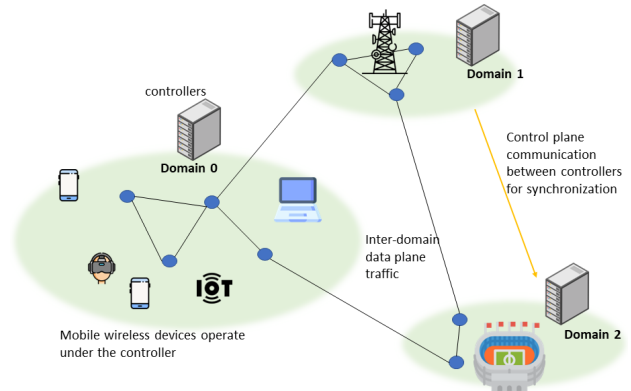 Domain 1
controllers
Domain 0
Control plane
communication
between controllers
for synchronization
Inter-domain
data plane
traffic
IOT
Mobile wireless devices operate
under the controller
Domain 2